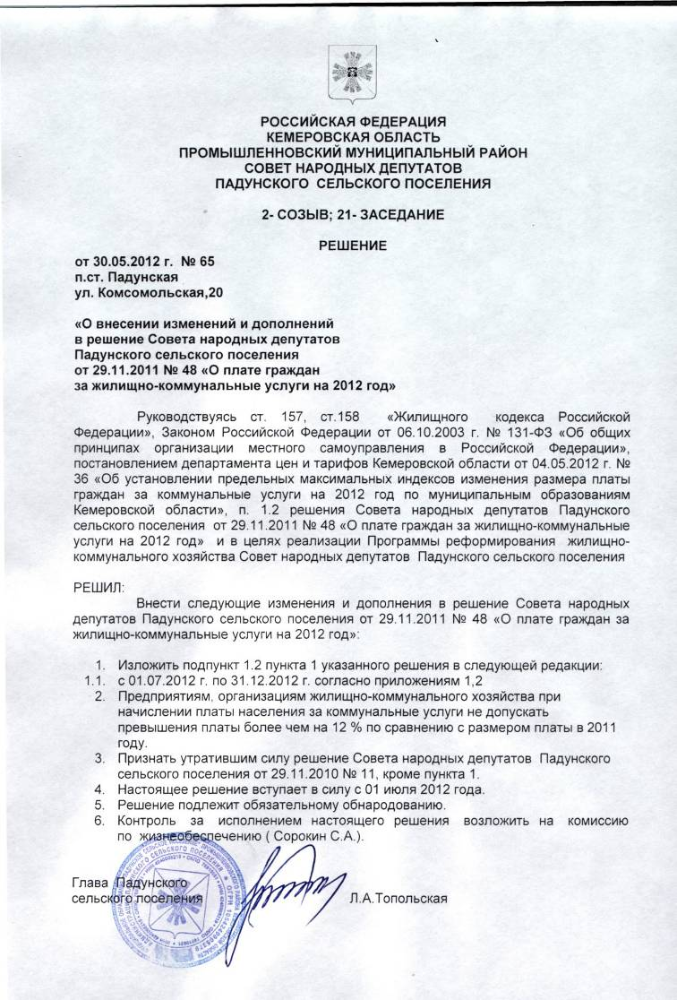 РОССИЙСКАЯ ФЕДЕРАЦИЯ
КЕМЕРОВСКАЯ ОБЛАСТЬ
ПРОМЫШЛЕННОВСКИЙ МУНИЦИПАЛЬНЫЙ РАЙОН
СОВЕТ НАРОДНЫХ ДЕПУТАТОВ
ПАДУНСКОГО СЕЛЬСКОГО ПОСЕЛЕНИЯ
2- СОЗЫВ; 21- ЗАСЕДАНИЕ
РЕШЕНИЕ
от 30.05.2012 г. № 65
п.ст. Падунская
ул. Комсомольская,20
«О внесении изменений и дополнений
в решение Совета народных депутатов
Падунского сельского поселения
от 29.11.2011 № 48 «О плате граждан
за жилищно-коммунальные услуги на 2012 год»
Руководствуясь ст. 157, ст.158 «Жилищного кодекса Российской
Федерации», Законом Российской Федерации от 06.10.2003 г. № 131-ФЗ «Об общих
принципах организации местного самоуправления в Российской Федерации»,
постановлением департамента цен и тарифов Кемеровской области от 04.05.2012 г. №
36 «Об установлении предельных максимальных индексов изменения размера платы
граждан за коммунальные услуги на 2012 год по муниципальным образованиям
Кемеровской области», п. 1.2 решения Совета народных депутатов Падунского
сельского поселения от 29.11.2011 № 48 «О плате граждан за жилищно-коммунальные
услуги на 2012 год» и в целях реализации Программы реформирования жилищно-
коммунального хозяйства Совет народных депутатов Падунского сельского поселения
РЕШИЛ:
Внести следующие изменения и дополнения в решение Совета народных
депутатов Падунского сельского поселения от 29.11.2011 № 48 «О плате граждан за
жилищно-коммунальные услуги на 2012 год»:
1. Изложить подпункт 1.2 пункта 1 указанного решения в следующей редакции:
1.1. с 01.07.2012 г. по 31.12.2012 г. согласно приложениям 1,2
2. Предприятиям, организациям жилищно-коммунального хозяйства при
начислении платы населения за коммунальные услуги не допускать
превышения платы более чем на 12 % по сравнению с размером платы в 2011
году.
3. Признать утратившим силу решение Совета народных депутатов Падунского
сельского поселения от 29.11.2010 № 11, кроме пункта 1.
4. Настоящее решение вступает в силу с 01 июля 2012 года.
5. Решение подлежит обязательному обнародованию.
6. Контроль за исполнением настоящего решения возложить на комиссию
по жизнеобеспечению ( Сорокин С.А.).
Глава Падунского
сельского поселения Л.А.Топольская